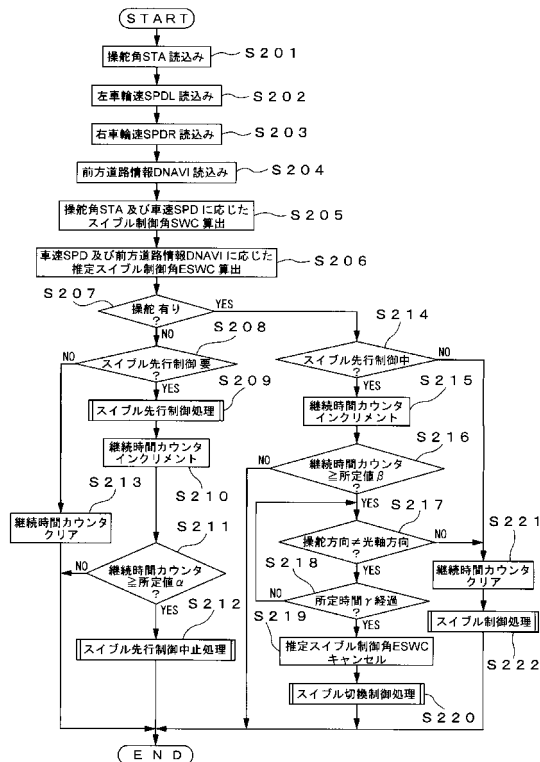 START
操舵角STA 読込み
S201
左車輪速SPDL 読込み
S202
右車輪速SPDR 読込み
S203
前方道路情報DNAVI 読込み
S204
操舵角STA 及び車速SPD に応じた
スイブル制御角SWC 算出
S205
車速SPD 及び前方道路情報DNAVI に応じた
推定スイブル制御角ESWC 算出
S206
S207
操舵 有り
?
YES
NO
S208
スイブル先行制御 要
?
NO
YES
S209
スイブル先行制御処理
継続時間カウンタ
インクリメント
S210
S213
継続時間カウンタ
クリア
S211
継続時間カウンタ
≧所定値α
?
NO
YES
S212
スイブル先行制御中止処理
S214
スイブル先行制御中
?
NO
YES
S215
継続時間カウンタ
インクリメント
S216
継続時間カウンタ
≧所定値β
?
NO
YES
S217
操舵方向≠光軸方向
?
NO
YES
S218
所定時間γ経過
?
NO
YES
S219
推定スイブル制御角ESWC
キャンセル
スイブル切換制御処理
S220
S221
継続時間カウンタ
クリア
スイブル制御処理
S222
END